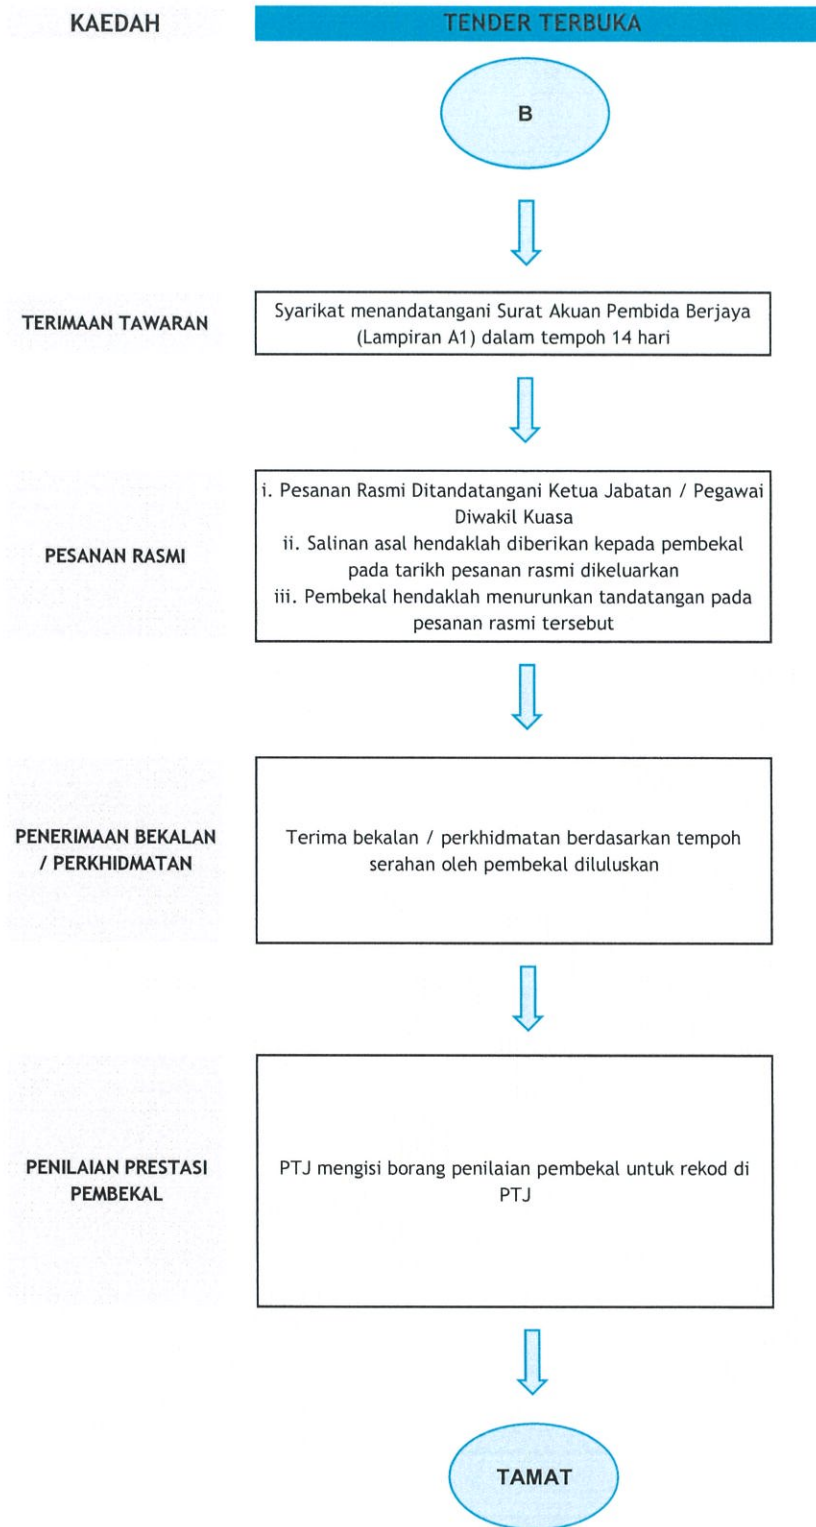 KAEDAH
TENDER TERBUKA
B
TERIMAAN TAWARAN
Syarikat menandatangani Surat Akuan Pembida Berjaya
(Lampiran A1) dalam tempoh 14 hari
PESANAN RASMI
i. Pesanan Rasmi Ditandatangani Ketua Jabatan / Pegawai
Diwakil Kuasa
ii. Salinan asal hendaklah diberikan kepada pembekal
pada tarikh pesanan rasmi dikeluarkan
iii. Pembekal hendaklah menurunkan tandatangan pada
pesanan rasmi tersebut
PENERIMAAN BEKALAN
/ PERKHIDMATAN
Terima bekalan / perkhidmatan berdasarkan tempoh
serahan oleh pembekal diluluskan
PENILAIAN PRESTASI
PEMBEKAL
PTJ mengisi borang penilaian pembekal untuk rekod di
PTJ
TAMAT